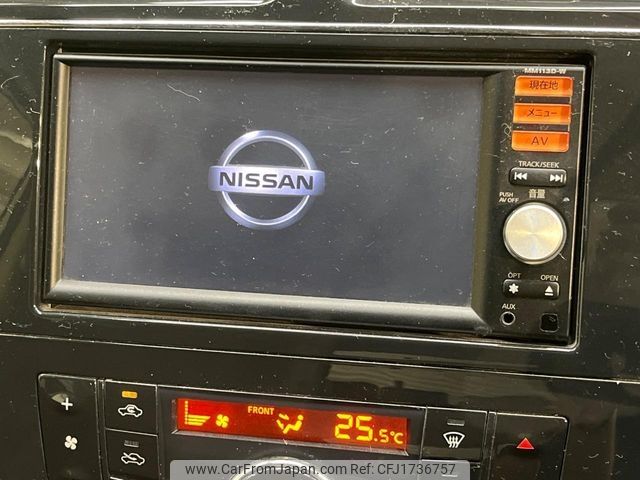 MM113D-W
現在地
メニュー
AV
TRACK/SEEK
NISSAN
PUSH
AV OFF
音量
OPT
OPEN
AUX
FRONT
25.5℃
www.CarFromJapan.com - Car Ref: CFJ1736757